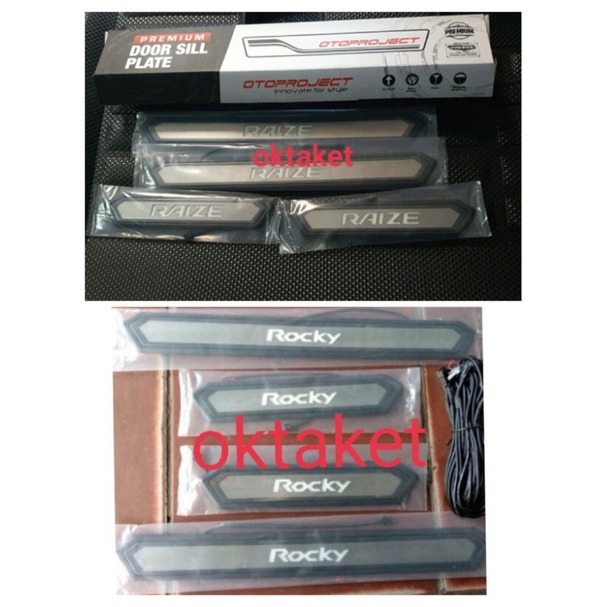 PREMIUM
DOOR SILL
PLATE
OTOPROJECT
OTOPROJECT
innovate for style
PREMIUM
RAIZE
oktaket
RAIZE
RAIZE
RAIZE
Rocky
Rocky
oktaket
Rocky
Rocky